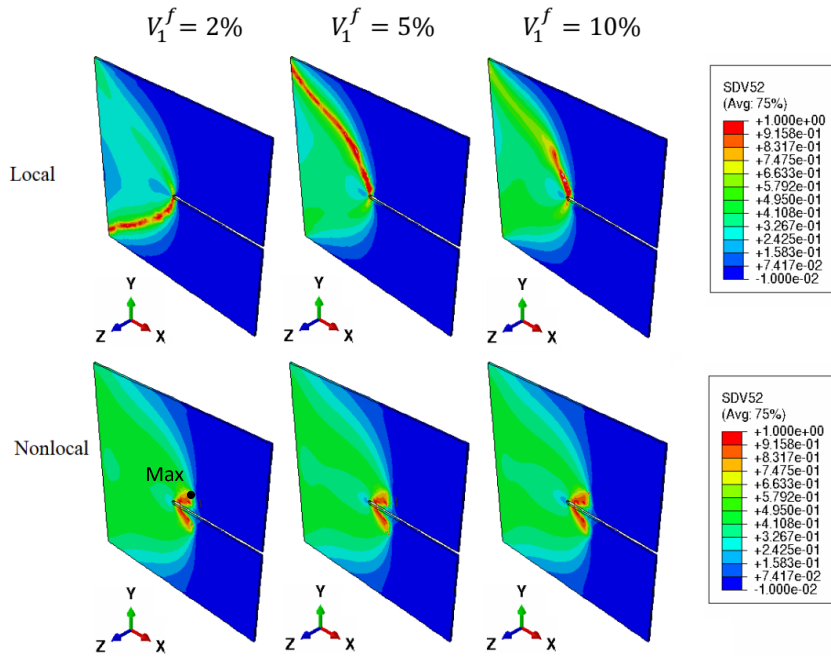 V₁ᶠ = 2%
V₁ᶠ = 5%
V₁ᶠ = 10%
Local
SDV52
(Avg: 75%)
+1.000e+00
+9.158e-01
+8.317e-01
+7.475e-01
+6.633e-01
+5.792e-01
+4.950e-01
+4.108e-01
+3.267e-01
+2.425e-01
+1.583e-01
+7.417e-02
-1.000e-02
Y
Z
X
Y
Z
X
Y
Z
X
Nonlocal
Max
SDV52
(Avg: 75%)
+1.000e+00
+9.158e-01
+8.317e-01
+7.475e-01
+6.633e-01
+5.792e-01
+4.950e-01
+4.108e-01
+3.267e-01
+2.425e-01
+1.583e-01
+7.417e-02
-1.000e-02
Y
Z
X
Y
Z
X
Y
Z
X